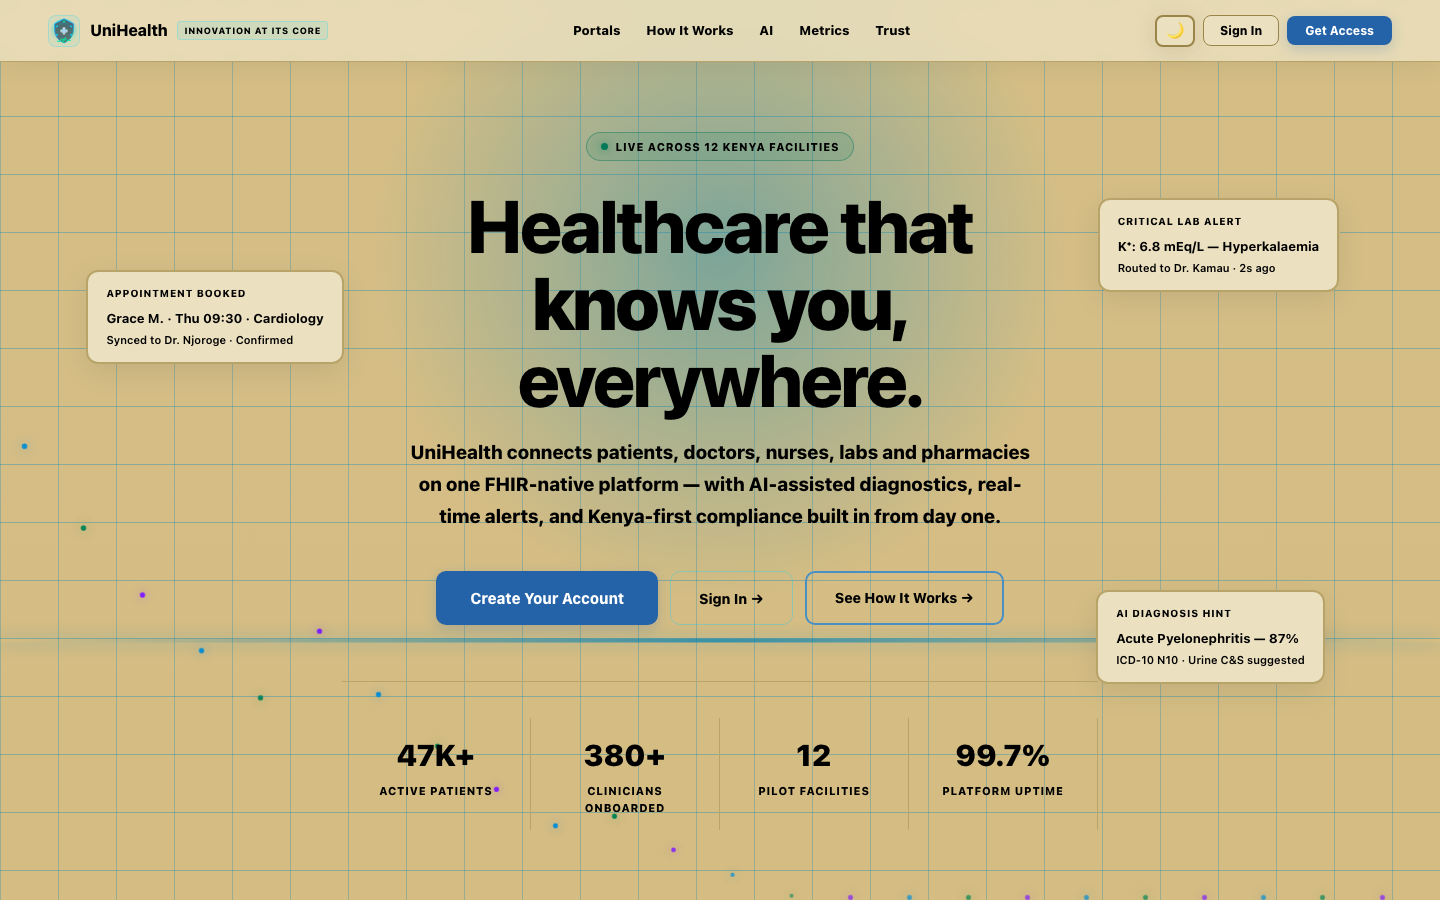 UniHealth
INNOVATION AT ITS CORE
Portals
How It Works
AI
Metrics
Trust
Sign In
Get Access
LIVE ACROSS 12 KENYA FACILITIES
Healthcare that
knows you,
everywhere.
APPOINTMENT BOOKED
Grace M. · Thu 09:30 · Cardiology
Synced to Dr. Njoroge · Confirmed
CRITICAL LAB ALERT
K⁺: 6.8 mEq/L — Hyperkalaemia
Routed to Dr. Kamau · 2s ago
UniHealth connects patients, doctors, nurses, labs and pharmacies
on one FHIR-native platform — with AI-assisted diagnostics, real-
time alerts, and Kenya-first compliance built in from day one.
Create Your Account
Sign In →
See How It Works →
AI DIAGNOSIS HINT
Acute Pyelonephritis — 87%
ICD-10 N10 · Urine C&S suggested
47K+
ACTIVE PATIENTS
380+
CLINICIANS
ONBOARDED
12
PILOT FACILITIES
99.7%
PLATFORM UPTIME